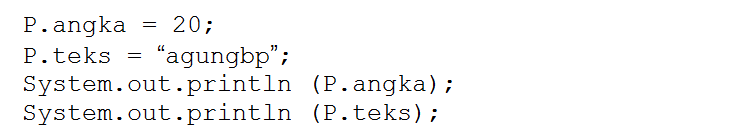 P.angka = 20;
P.teks = “agungbp”;
System.out.println (P.angka);
System.out.println (P.teks);